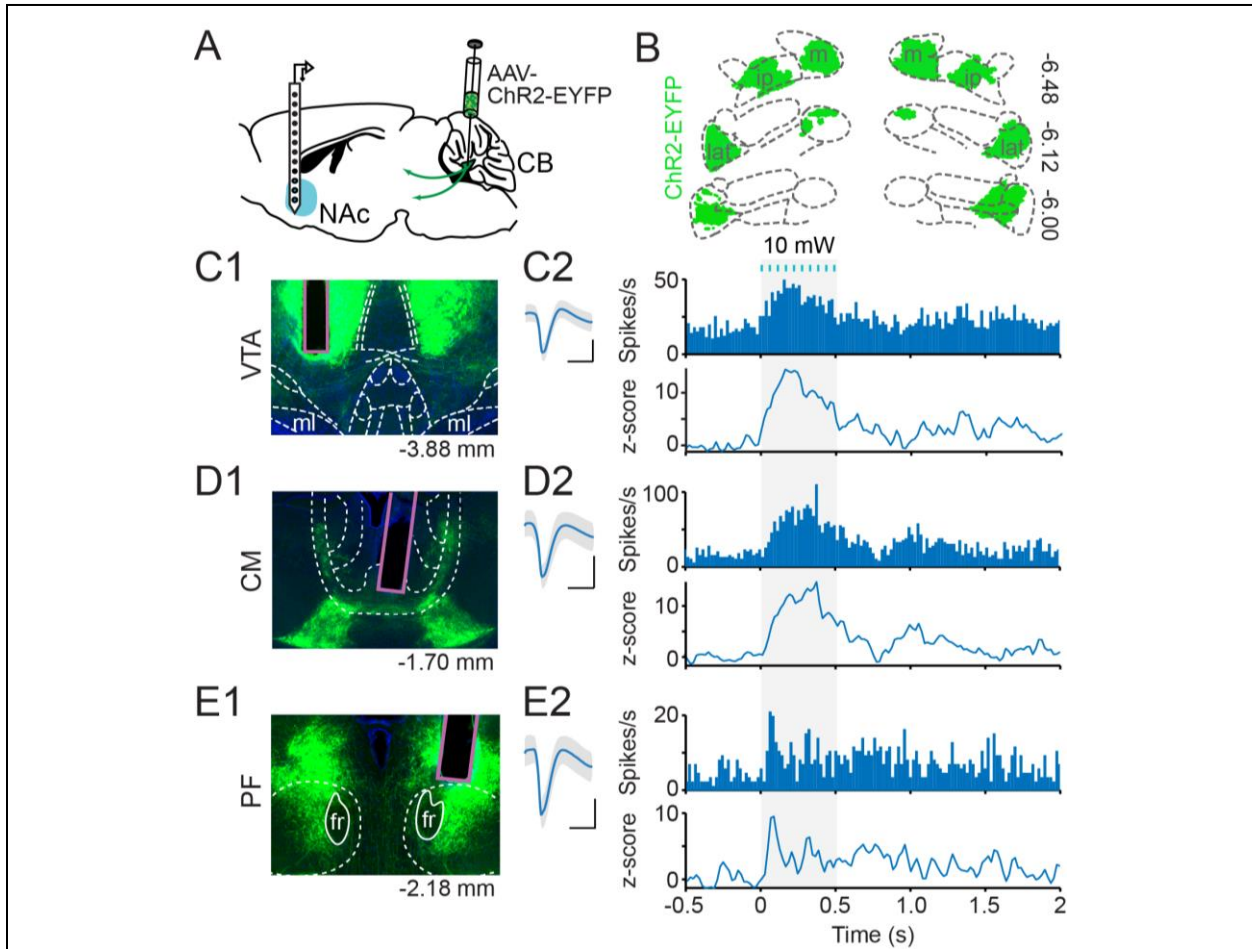 A
AAV-
ChR2-EYFP
CB
NAc
B
ChR2-EYFP
m
ip
m
ip
-6.48
lat
lat
-6.12
-6.00
10 mW
C1
VTA
ml
ml
-3.88 mm
C2
Spikes/s
50
0
z-score
10
0
D1
CM
-1.70 mm
D2
Spikes/s
100
0
z-score
10
0
E1
PF
fr
fr
-2.18 mm
E2
Spikes/s
20
0
z-score
10
0
-0.5
0
0.5
1.0
1.5
2
Time (s)